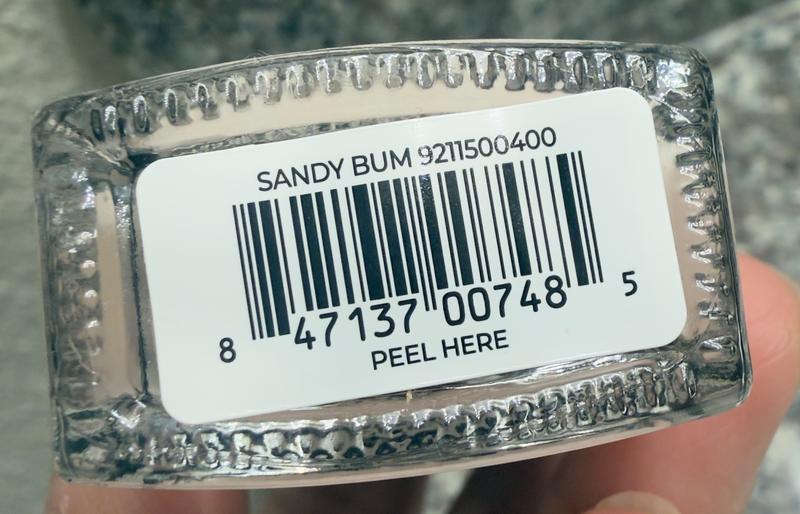 SANDY BUM 9211500400
8 47137 00748 5
PEEL HERE